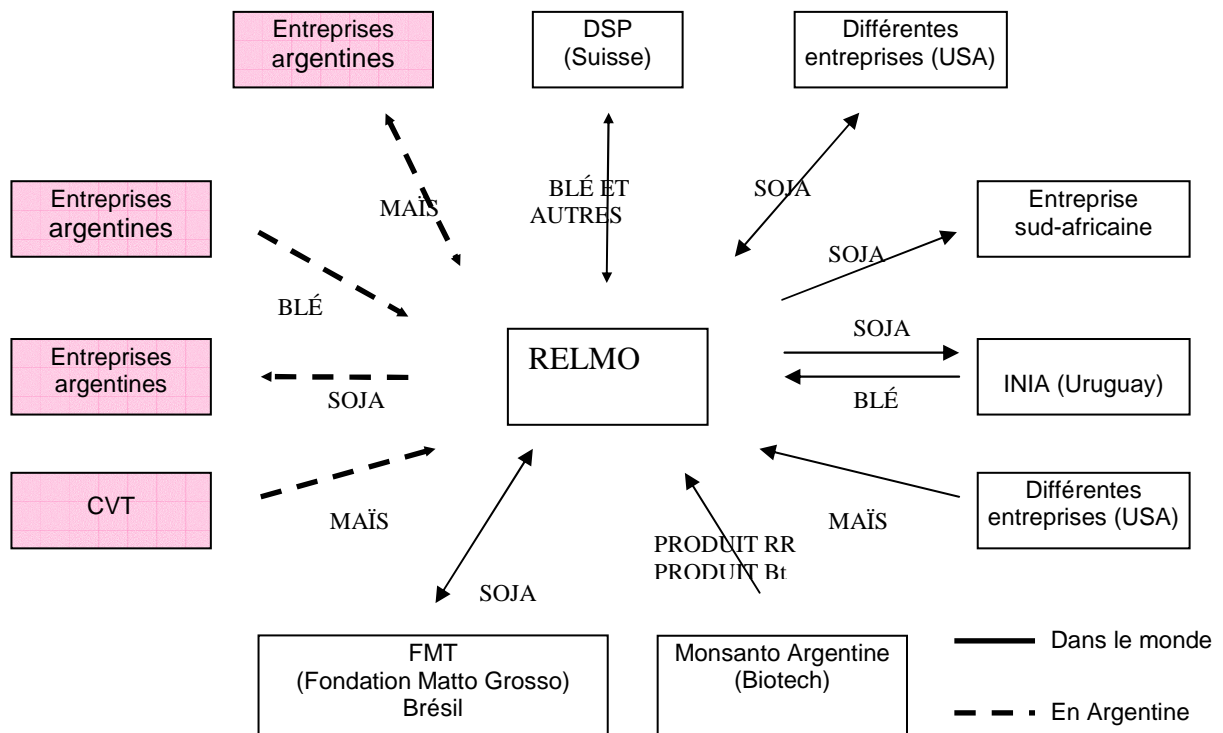 Entreprises
argentines
DSP
(Suisse)
Différentes
entreprises (USA)
Entreprises
argentines
MAÏS
BLÉ ET
AUTRES
SOJA
Entreprise
sud-africaine
BLÉ
SOJA
Entreprises
argentines
SOJA
RELMO
SOJA
BLÉ
INIA (Uruguay)
CVT
MAÏS
PRODUIT RR
PRODUIT Bt
MAÏS
Différentes
entreprises (USA)
SOJA
FMT
(Fondation Matto Grosso)
Brésil
Monsanto Argentine
(Biotech)
Dans le monde
En Argentine